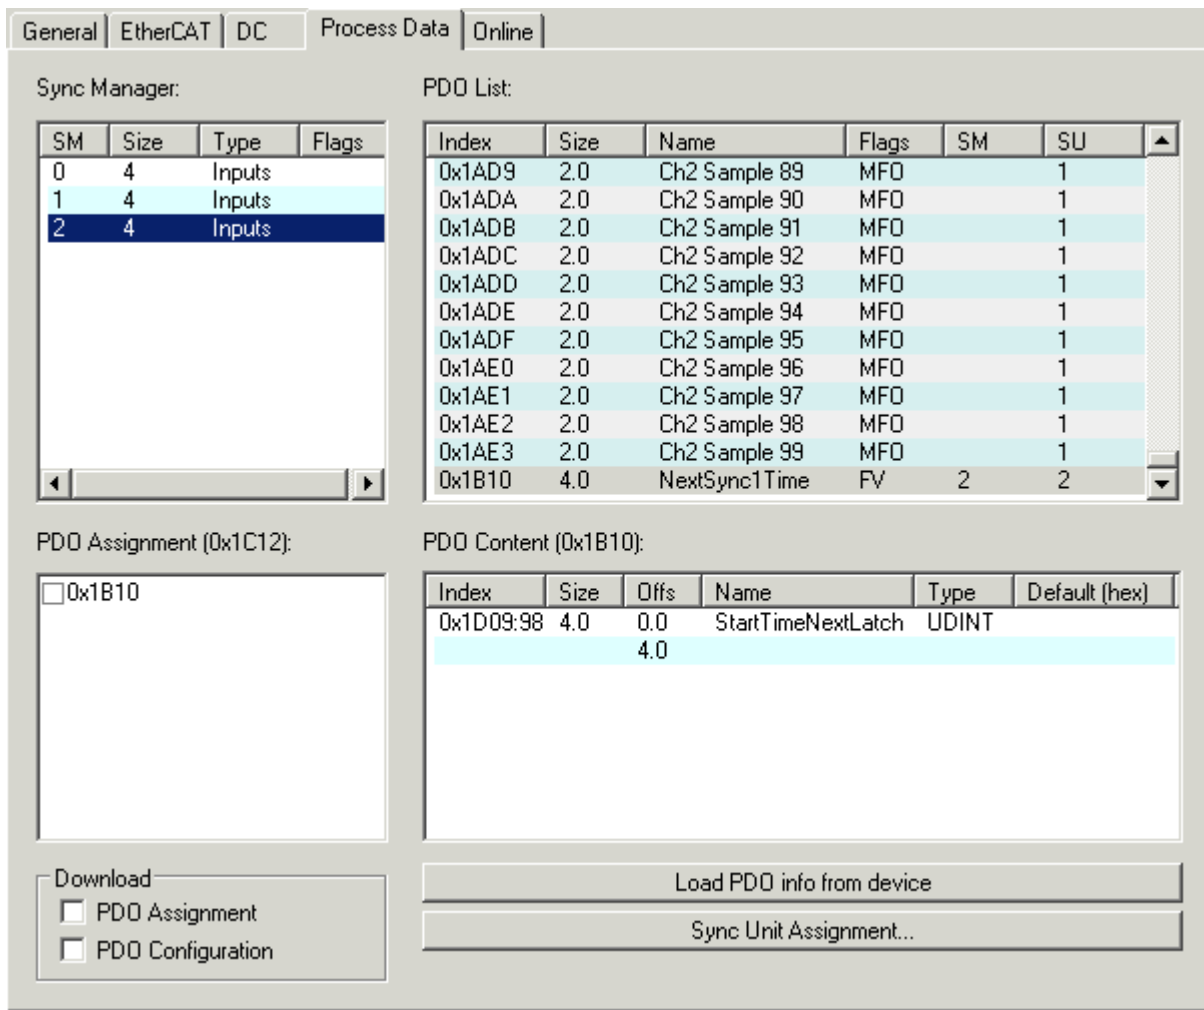 General EtherCAT DC Process Data Online
Sync Manager:
SM Size Type Flags
0 4 Inputs
1 4 Inputs
2 4 Inputs
PDO List:
Index Size Name Flags SM SU
0x1AD9 2.0 Ch2 Sample 89 MFO 1
0x1ADA 2.0 Ch2 Sample 90 MFO 1
0x1ADB 2.0 Ch2 Sample 91 MFO 1
0x1ADC 2.0 Ch2 Sample 92 MFO 1
0x1ADD 2.0 Ch2 Sample 93 MFO 1
0x1ADE 2.0 Ch2 Sample 94 MFO 1
0x1ADF 2.0 Ch2 Sample 95 MFO 1
0x1AE0 2.0 Ch2 Sample 96 MFO 1
0x1AE1 2.0 Ch2 Sample 97 MFO 1
0x1AE2 2.0 Ch2 Sample 98 MFO 1
0x1AE3 2.0 Ch2 Sample 99 MFO 1
0x1B10 4.0 NextSync1Time FV 2 2
PDO Assignment (0x1C12):
0x1B10
PDO Content (0x1B10):
Index Size Offs Name Type Default (hex)
0x1D09:98 4.0 0.0 StartTimeNextLatch UDINT
4.0
Download
PDO Assignment
PDO Configuration
Load PDO info from device
Sync Unit Assignment...